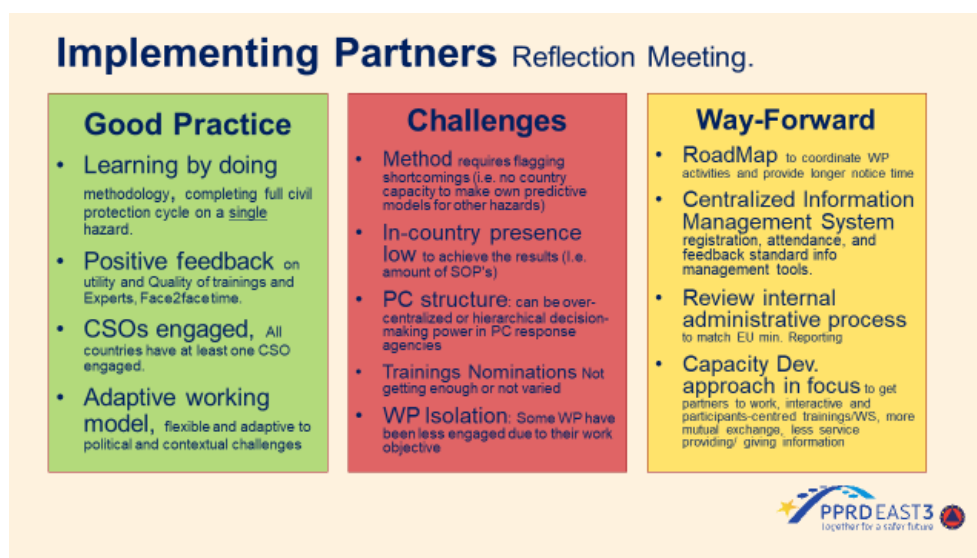 Implementing Partners Reflection Meeting.
Good Practice
• Learning by doing
methodology, completing full civil
protection cycle on a single
hazard.
• Positive feedback on
utility and Quality of trainings and
Experts, Face2facetime.
• CSOs engaged, All
countries have at least one CSO
engaged.
• Adaptive working
model, flexible and adaptive to
political and contextual challenges
Challenges
• Method requires flagging
shortcomings (i.e. no country
capacity to make own predictive
models for other hazards)
• In-country presence
low to achieve the results (I.e.
amount of SOP's)
• PC structure: can be over-
centralized or hierarchical decision-
making power in PC response
agencies
• Trainings Nominations Not
getting enough or not varied
• WP Isolation: Some WP have
been less engaged due to their work
objective
Way-Forward
• RoadMap to coordinate WP
activities and provide longer notice time
• Centralized Information
Management System
registration, attendance, and
feedback standard info
management tools.
• Review internal
administrative process
to match EU min. Reporting
• Capacity Dev.
approach in focus to get
partners to work, interactive and
participants-centred trainings/WS, more
mutual exchange, less service
providing/ giving information
PPRD EAST3
Together for a safer future